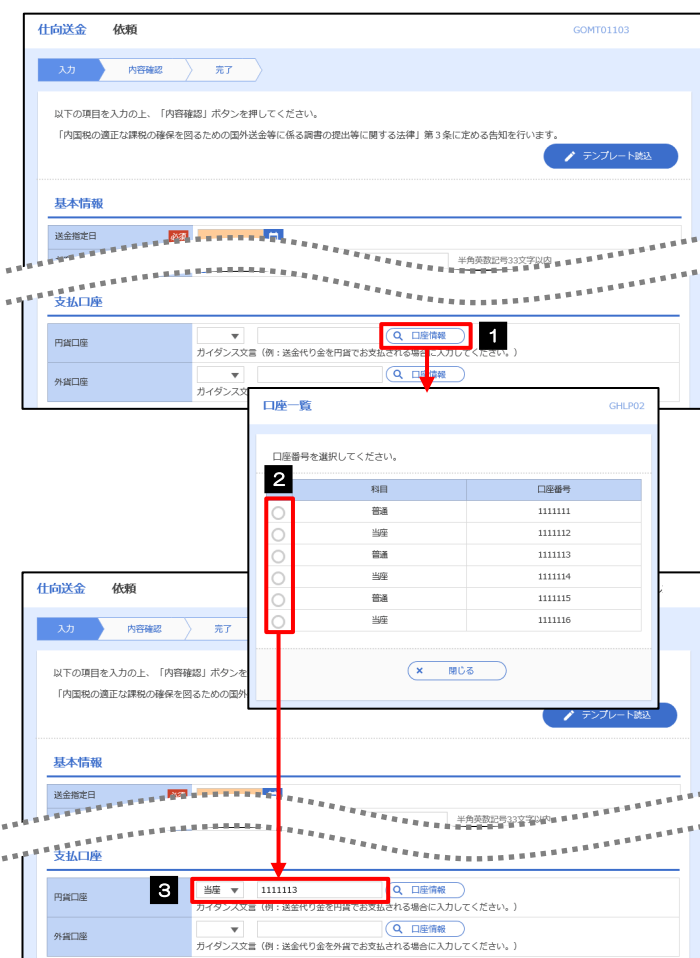 仕向送金 依頼 GOMT01103
入力 内容確認 完了
以下の項目を入力の上、「内容確認」ボタンを押してください。
「内国税の適正な課税の確保を図るための国外送金等に係る調書の提出等に関する法律」第３条に定める告知を行います。
テンプレート読込
基本情報
送金指定日 必須
半角英数記号33文字以内
支払口座
円貨口座 口座情報 1
ガイダンス文言（例：送金代り金を円貨でお支払される場合に入力してください。）
外貨口座 口座情報
ガイダンス文
口座一覧 GHLP02
口座番号を選択してください。
2
科目 口座番号
普通 1111111
当座 1111112
普通 1111113
当座 1111114
普通 1111115
当座 1111116
× 閉じる
仕向送金 依頼
入力 内容確認 完了
以下の項目を入力の上、「内容確認」ボタンを
「内国税の適正な課税の確保を図るための国外
テンプレート読込
基本情報
送金指定日 必須
半角英数記号33文字以内
支払口座
円貨口座 3 当座 1111113 口座情報
ガイダンス文言（例：送金代り金を円貨でお支払される場合に入力してください。）
外貨口座 口座情報
ガイダンス文言（例：送金代り金を外貨でお支払される場合に入力してください。）